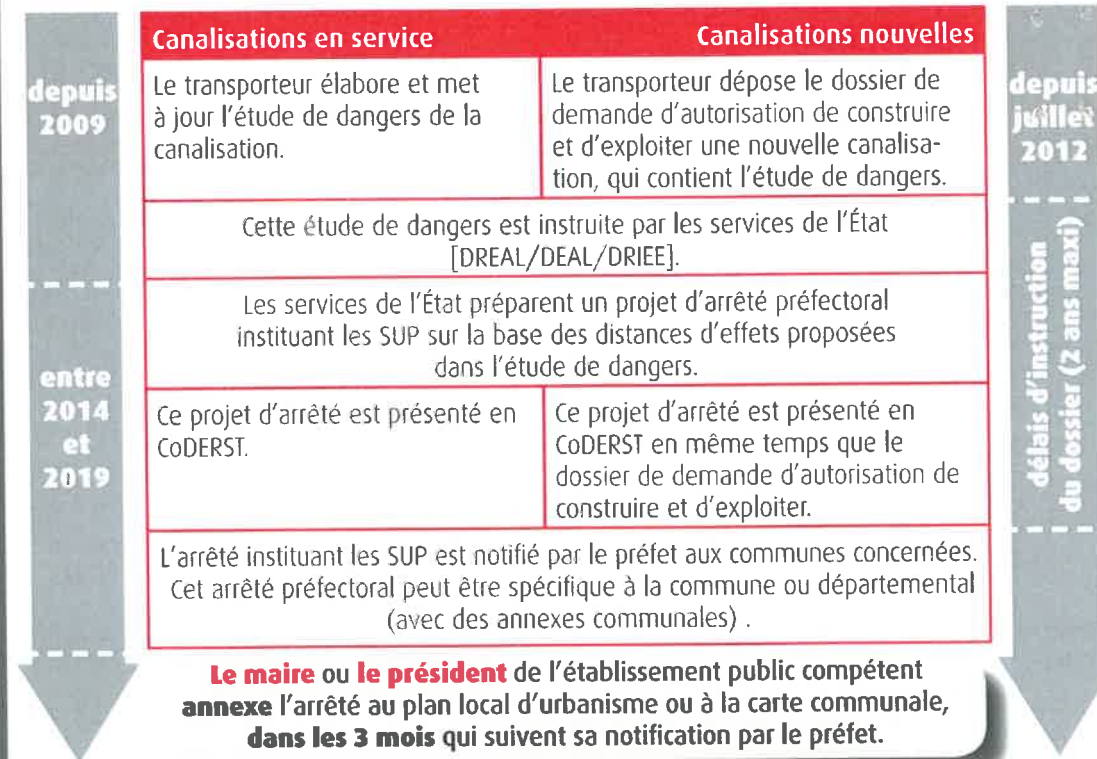 Canalisations en service
Canalisations nouvelles
depuis
2009
Le transporteur élabore et met
à jour l'étude de dangers de la
canalisation.
Le transporteur dépose le dossier de
demande d'autorisation de construire
et d'exploiter une nouvelle canalisa-
tion, qui contient l'étude de dangers.
depuis
juillet
2012
Cette étude de dangers est instruite par les services de l'État
[DREAL/DEAL/DRIEE].
Les services de l'État préparent un projet d'arrêté préfectoral
instituant les SUP sur la base des distances d'effets proposées
dans l'étude de dangers.
entre
2014
et
2019
Ce projet d'arrêté est présenté en
CoDERST.
Ce projet d'arrêté est présenté en
CoDERST en même temps que le
dossier de demande d'autorisation de
construire et d'exploiter.
délais d'instruction
du dossier (2 ans maxi)
L'arrêté instituant les SUP est notifié par le préfet aux communes concernées.
Cet arrêté préfectoral peut être spécifique à la commune ou départemental
(avec des annexes communales) .
Le maire ou le président de l'établissement public compétent
annexe l'arrêté au plan local d'urbanisme ou à la carte communale,
dans les 3 mois qui suivent sa notification par le préfet.